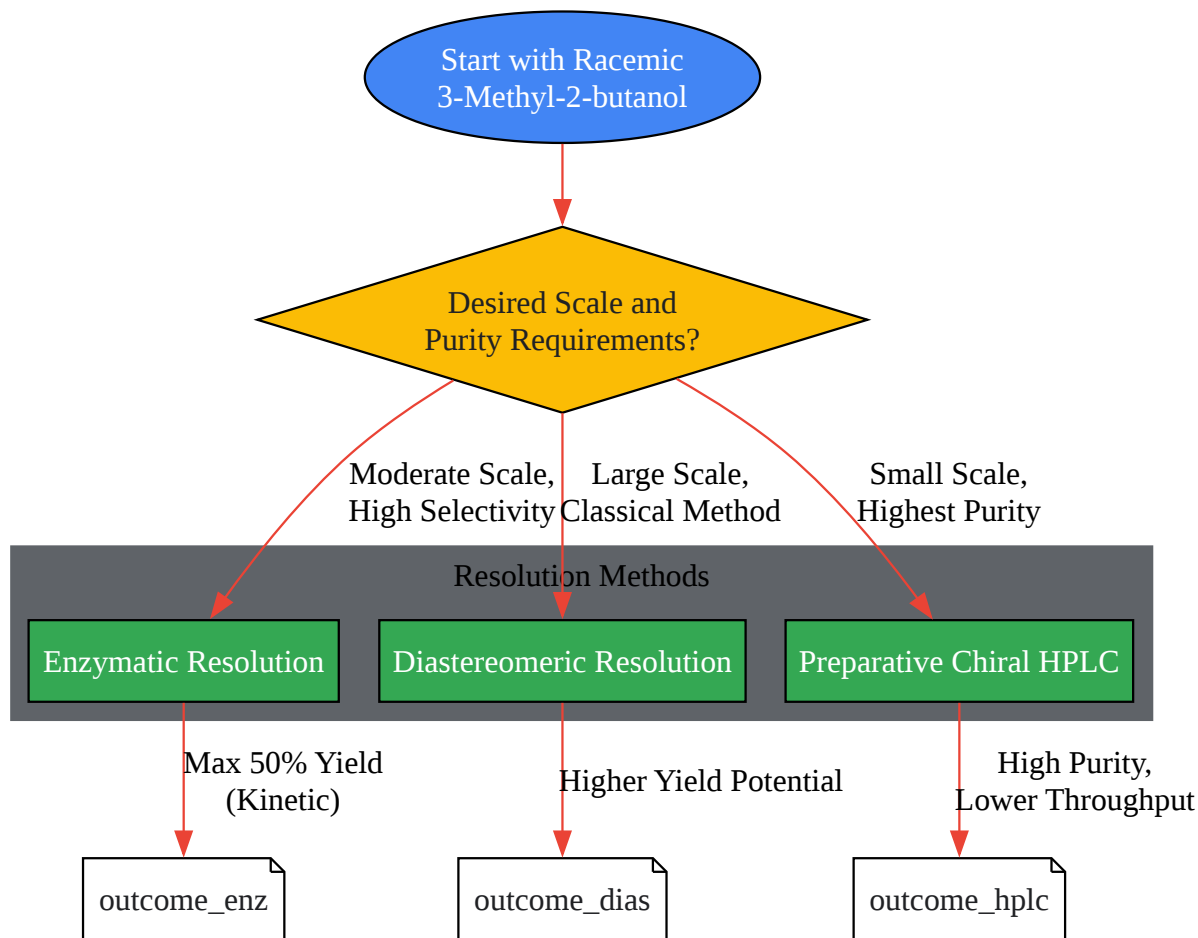 Start with Racemic
3-Methyl-2-butanol
Desired Scale and
Purity Requirements?
Moderate Scale,
High Selectivity
Large Scale,
Classical Method
Small Scale,
Highest Purity
Resolution Methods
Enzymatic Resolution
Diastereomeric Resolution
Preparative Chiral HPLC
Max 50% Yield
(Kinetic)
Higher Yield Potential
High Purity,
Lower Throughput
outcome_enz
outcome_dias
outcome_hplc